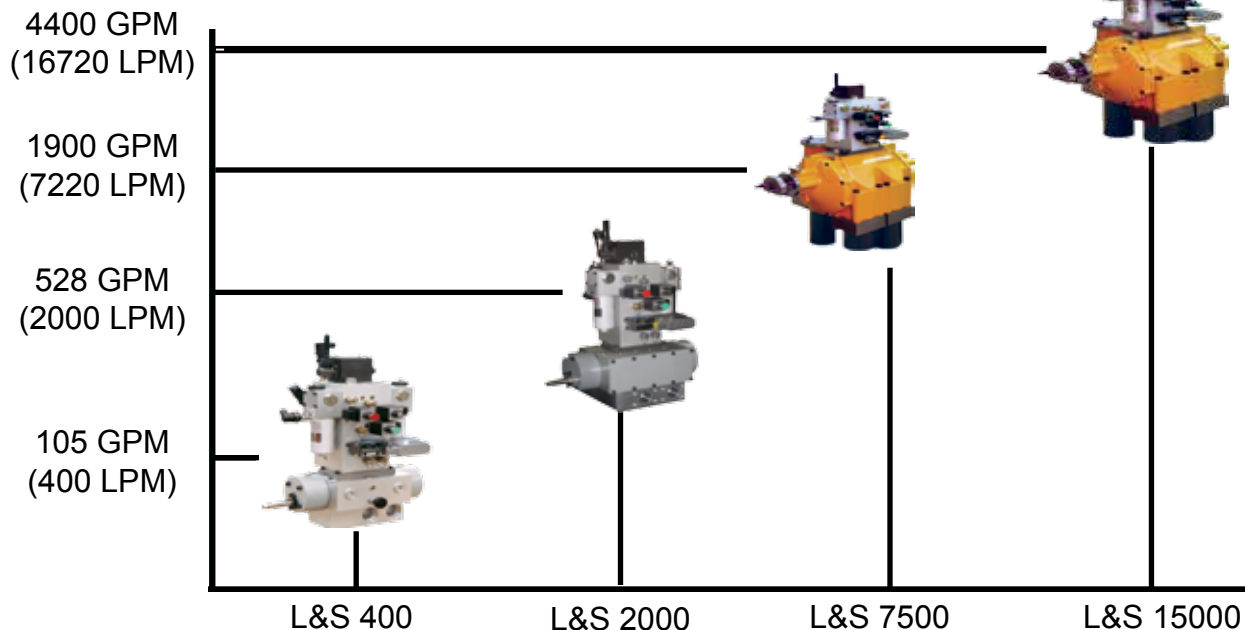 4400 GPM
(16720 LPM)
1900 GPM
(7220 LPM)
528 GPM
(2000 LPM)
105 GPM
(400 LPM)
L&S 400
L&S 2000
L&S 7500
L&S 15000